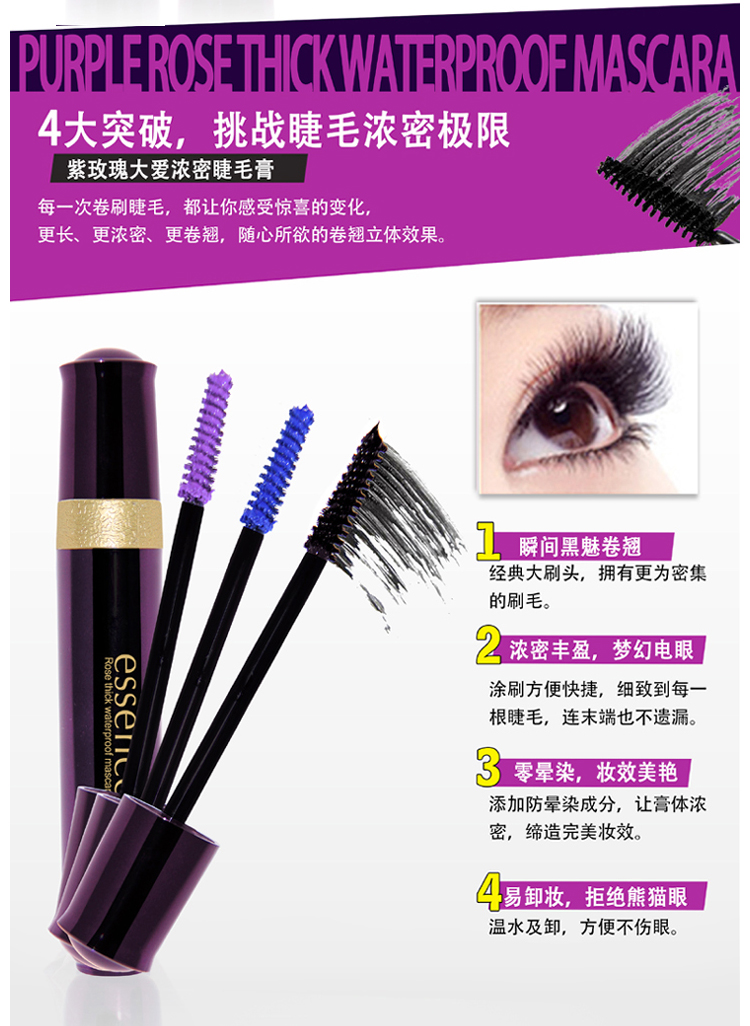 PURPLE ROSE THICK WATERPROOF MASCARA
4大突破，挑战睫毛浓密极限
紫玫瑰大爱浓密睫毛膏
每一次卷刷睫毛，都让你感受惊喜的变化，
更长、更浓密、更卷翘，随心所欲的卷翘立体效果。
essenc
Rose thick waterproof mascar
1 瞬间黑魅卷翘
经典大刷头，拥有更为密集
的刷毛。
2 浓密丰盈，梦幻电眼
涂刷方便快捷，细致到每一
根睫毛，连末端也不遗漏。
3 零晕染，妆效美艳
添加防晕染成分，让膏体浓
密，缔造完美妆效。
4 易卸妆，拒绝熊猫眼
温水及卸，方便不伤眼。